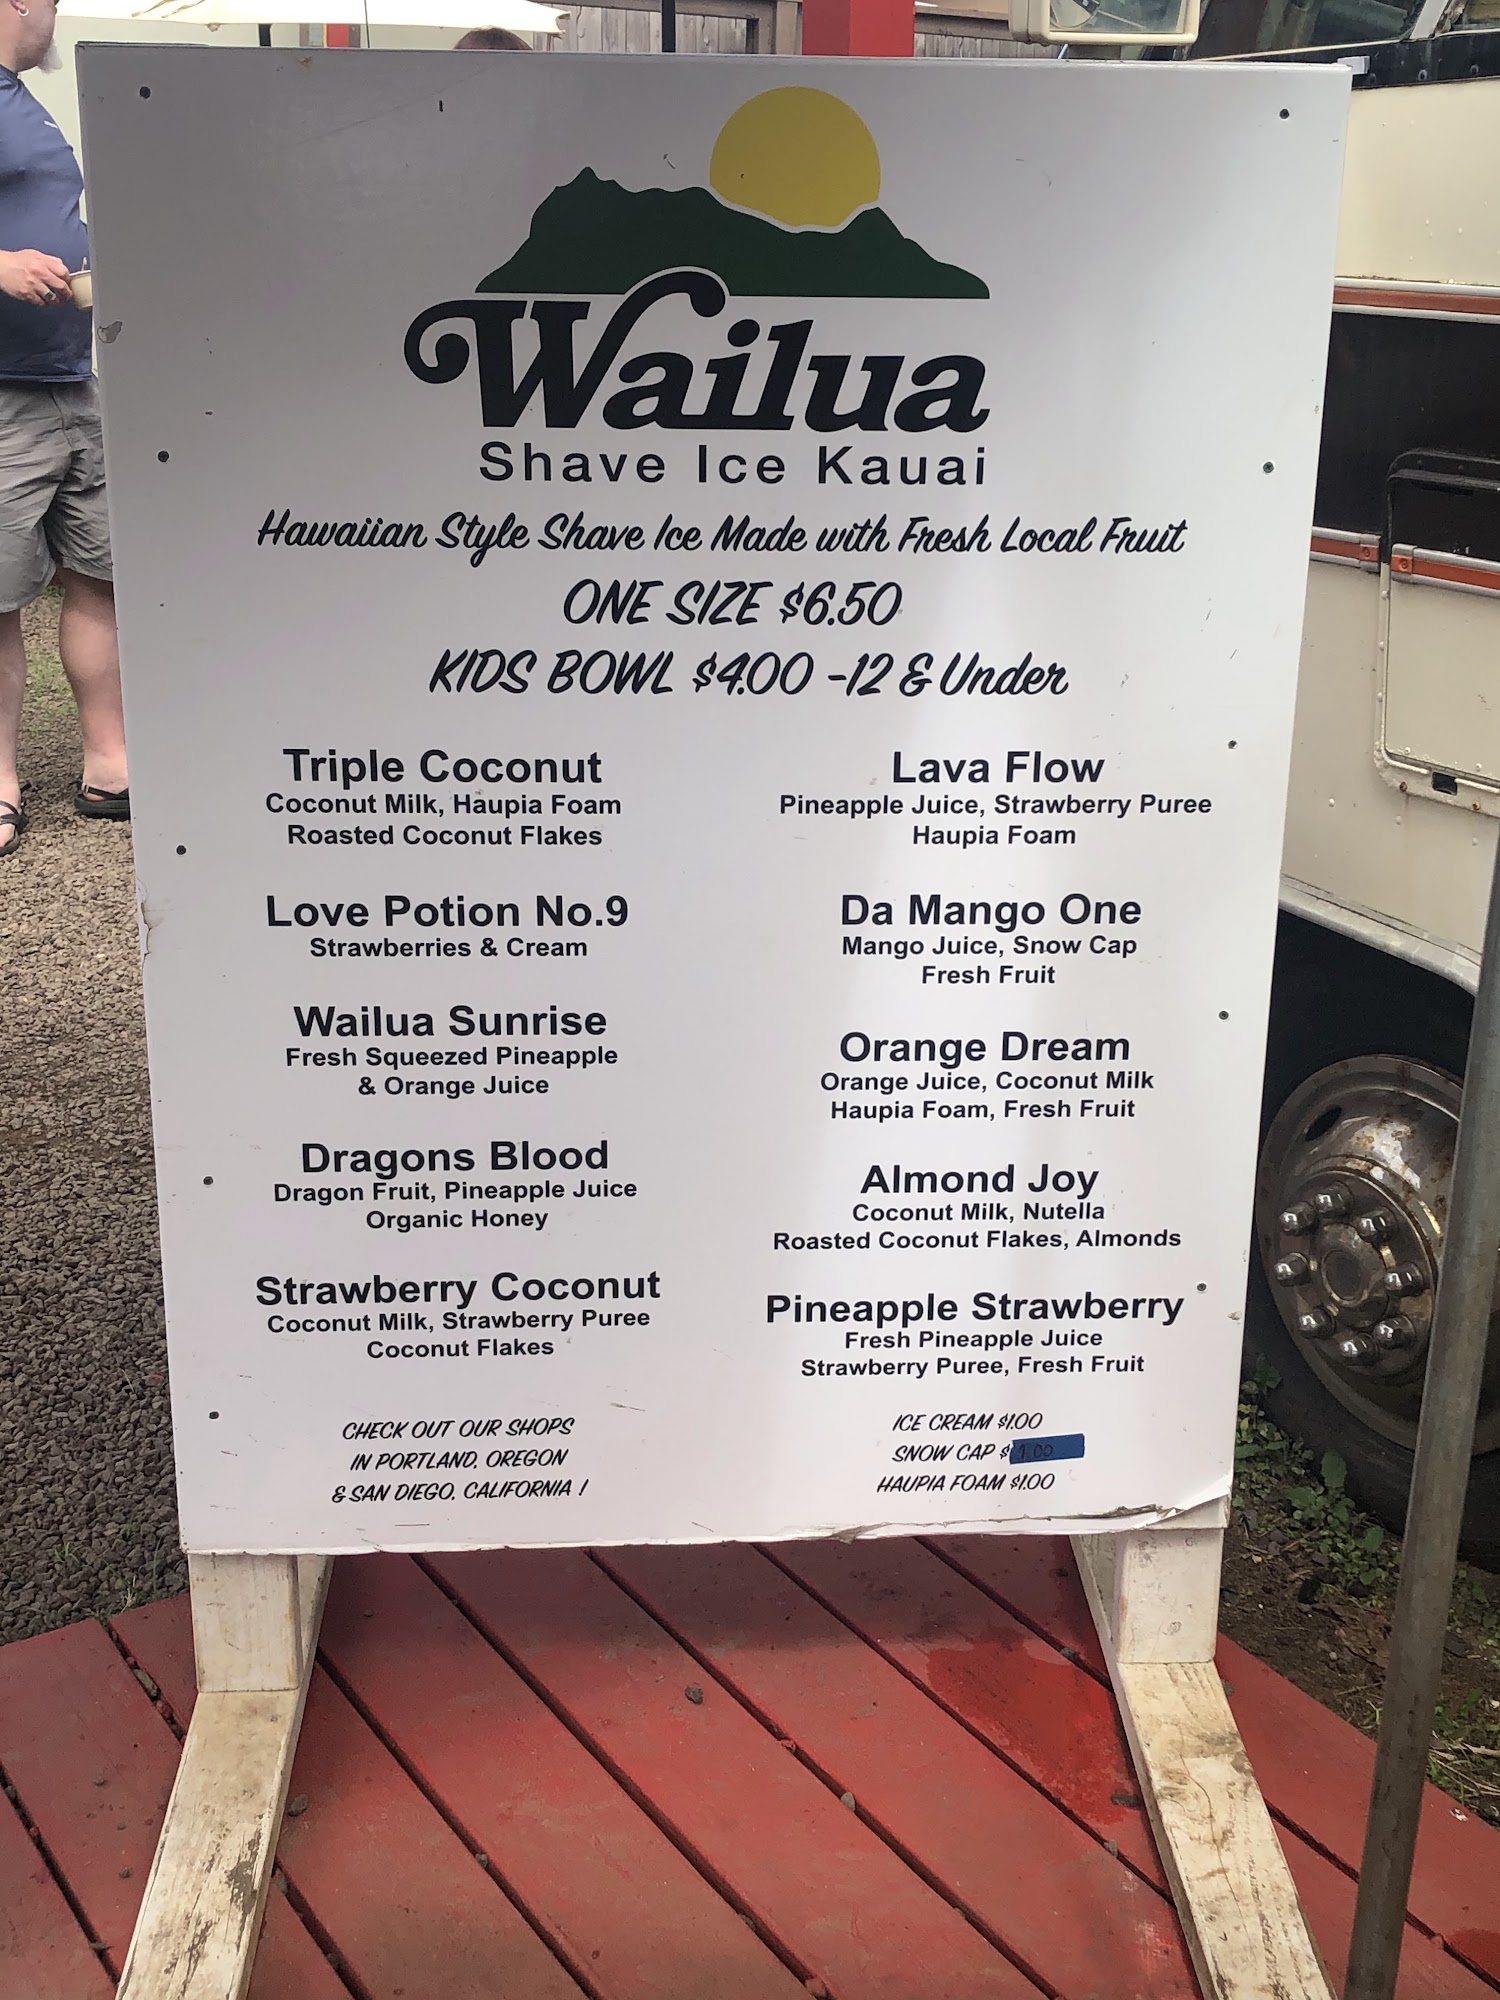 Wailua
Shave Ice Kauai
Hawaiian Style Shave Ice Made with Fresh Local Fruit
ONE SIZE $6.50
KIDS BOWL $4.00 -12 & Under
Triple Coconut
Coconut Milk, Haupia Foam
Roasted Coconut Flakes
Love Potion No.9
Strawberries & Cream
Wailua Sunrise
Fresh Squeezed Pineapple
& Orange Juice
Dragons Blood
Dragon Fruit, Pineapple Juice
Organic Honey
Strawberry Coconut
Coconut Milk, Strawberry Puree
Coconut Flakes
CHECK OUT OUR SHOPS
IN PORTLAND, OREGON
& SAN DIEGO, CALIFORNIA !
Lava Flow
Pineapple Juice, Strawberry Puree
Haupia Foam
Da Mango One
Mango Juice, Snow Cap
Fresh Fruit
Orange Dream
Orange Juice, Coconut Milk
Haupia Foam, Fresh Fruit
Almond Joy
Coconut Milk, Nutella
Roasted Coconut Flakes, Almonds
Pineapple Strawberry
Fresh Pineapple Juice
Strawberry Puree, Fresh Fruit
ICE CREAM $1.00
SNOW CAP $1.00
HAUPIA FOAM $1.00